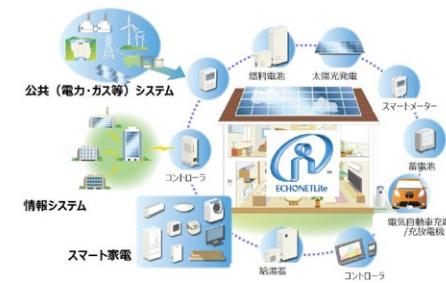 燃料電池
太陽光発電
公共（電力・ガス等）システム
スマートメーター
コントローラ
ECHONETLite
蓄電池
情報システム
電気自動車充電
/充放電機
スマート家電
給湯器
コントローラ